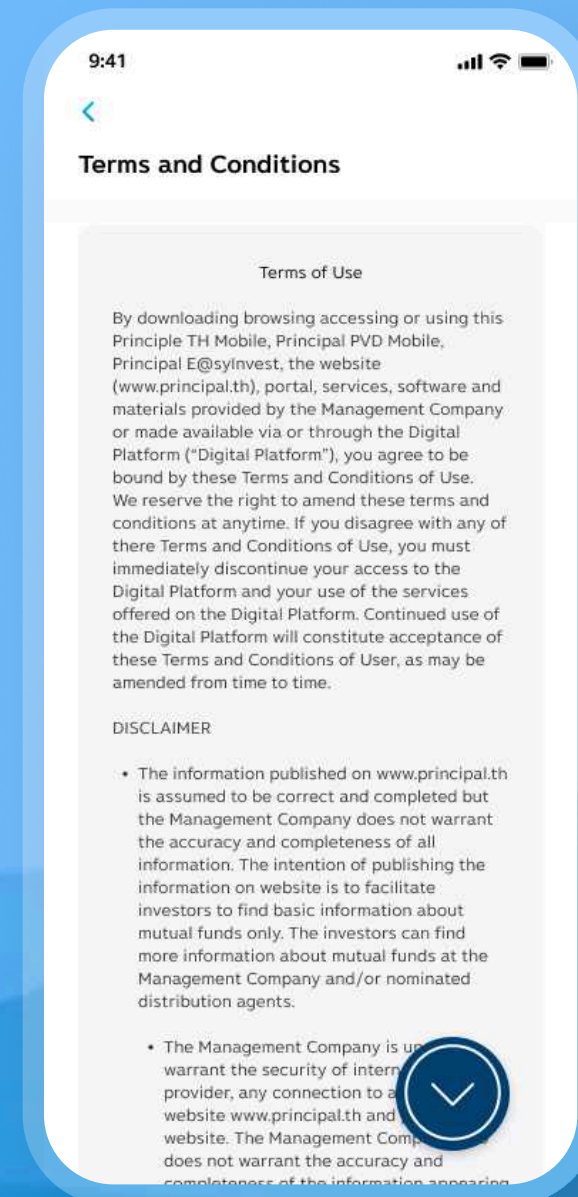 9:41
Terms and Conditions
Terms of Use
By downloading browsing accessing or using this
Principle TH Mobile, Principal PVD Mobile,
Principal E@syInvest, the website
(www.principal.th), portal, services, software and
materials provided by the Management Company
or made available via or through the Digital
Platform (“Digital Platform”), you agree to be
bound by these Terms and Conditions of Use.
We reserve the right to amend these terms and
conditions at anytime. If you disagree with any of
there Terms and Conditions of Use, you must
immediately discontinue your access to the
Digital Platform and your use of the services
offered on the Digital Platform. Continued use of
the Digital Platform will constitute acceptance of
these Terms and Conditions of User, as may be
amended from time to time.
DISCLAIMER
• The information published on www.principal.th
is assumed to be correct and completed but
the Management Company does not warrant
the accuracy and completeness of all
information. The intention of publishing the
information on website is to facilitate
investors to find basic information about
mutual funds only. The investors can find
more information about mutual funds at the
Management Company and/or nominated
distribution agents.
• The Management Company is
warrant the security of
provider, any connection to
website www.principal.th and
website. The Management
does not warrant the accuracy and
completeness of the information appearing